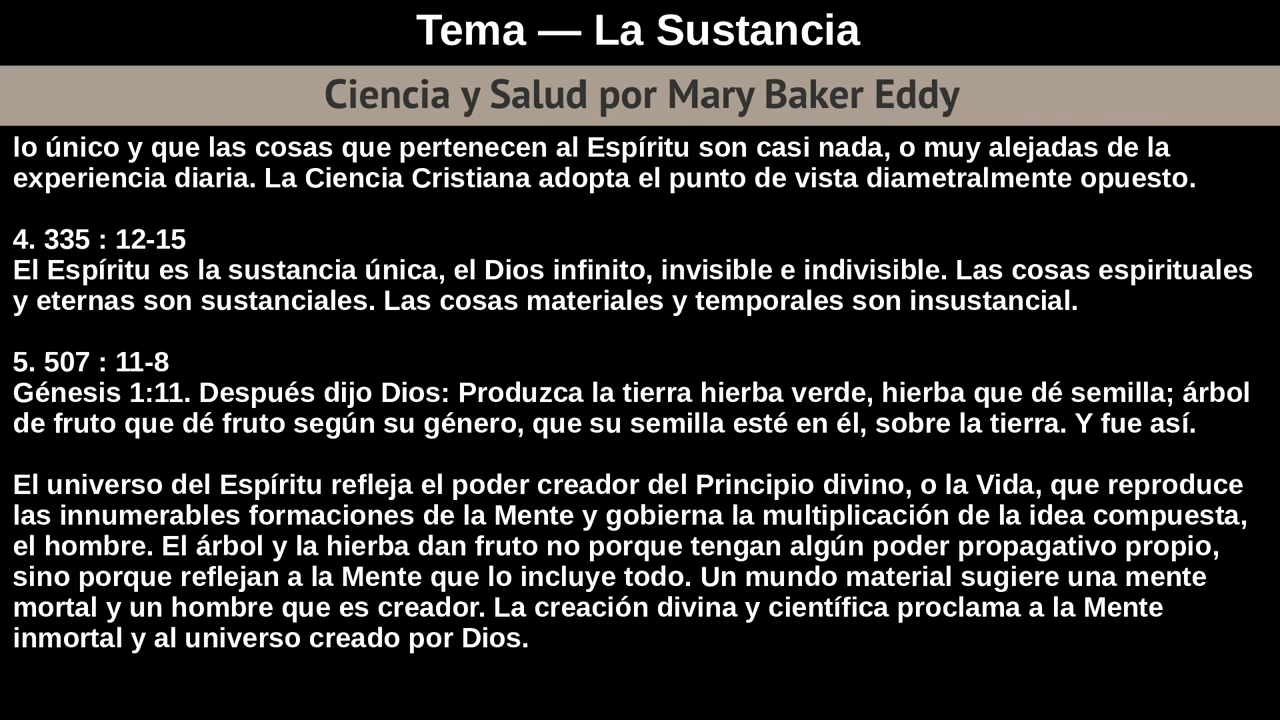 Tema — La Sustancia
Ciencia y Salud por Mary Baker Eddy
lo único y que las cosas que pertenecen al Espíritu son casi nada, o muy alejadas de la
experiencia diaria. La Ciencia Cristiana adopta el punto de vista diametralmente opuesto.
4. 335 : 12-15
El Espíritu es la sustancia única, el Dios infinito, invisible e indivisible. Las cosas espirituales
y eternas son sustanciales. Las cosas materiales y temporales son insustancial.
5. 507 : 11-8
Génesis 1:11. Después dijo Dios: Produzca la tierra hierba verde, hierba que dé semilla; árbol
de fruto que dé fruto según su género, que su semilla esté en él, sobre la tierra. Y fue así.
El universo del Espíritu refleja el poder creador del Principio divino, o la Vida, que reproduce
las innumerables formaciones de la Mente y gobierna la multiplicación de la idea compuesta,
el hombre. El árbol y la hierba dan fruto no porque tengan algún poder propagativo propio,
sino porque reflejan a la Mente que lo incluye todo. Un mundo material sugiere una mente
mortal y un hombre que es creador. La creación divina y científica proclama a la Mente
inmortal y al universo creado por Dios.